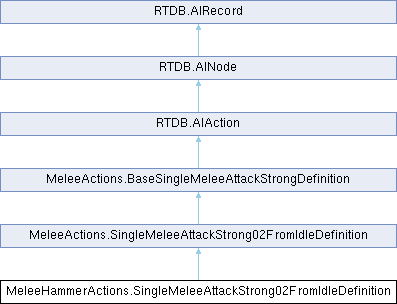 RTDB.AIRecord
RTDB.AINode
RTDB.AIAction
MeleeActions.BaseSingleMeleeAttackStrongDefinition
MeleeActions.SingleMeleeAttackStrong02FromIdleDefinition
MeleeHammerActions.SingleMeleeAttackStrong02FromIdleDefinition